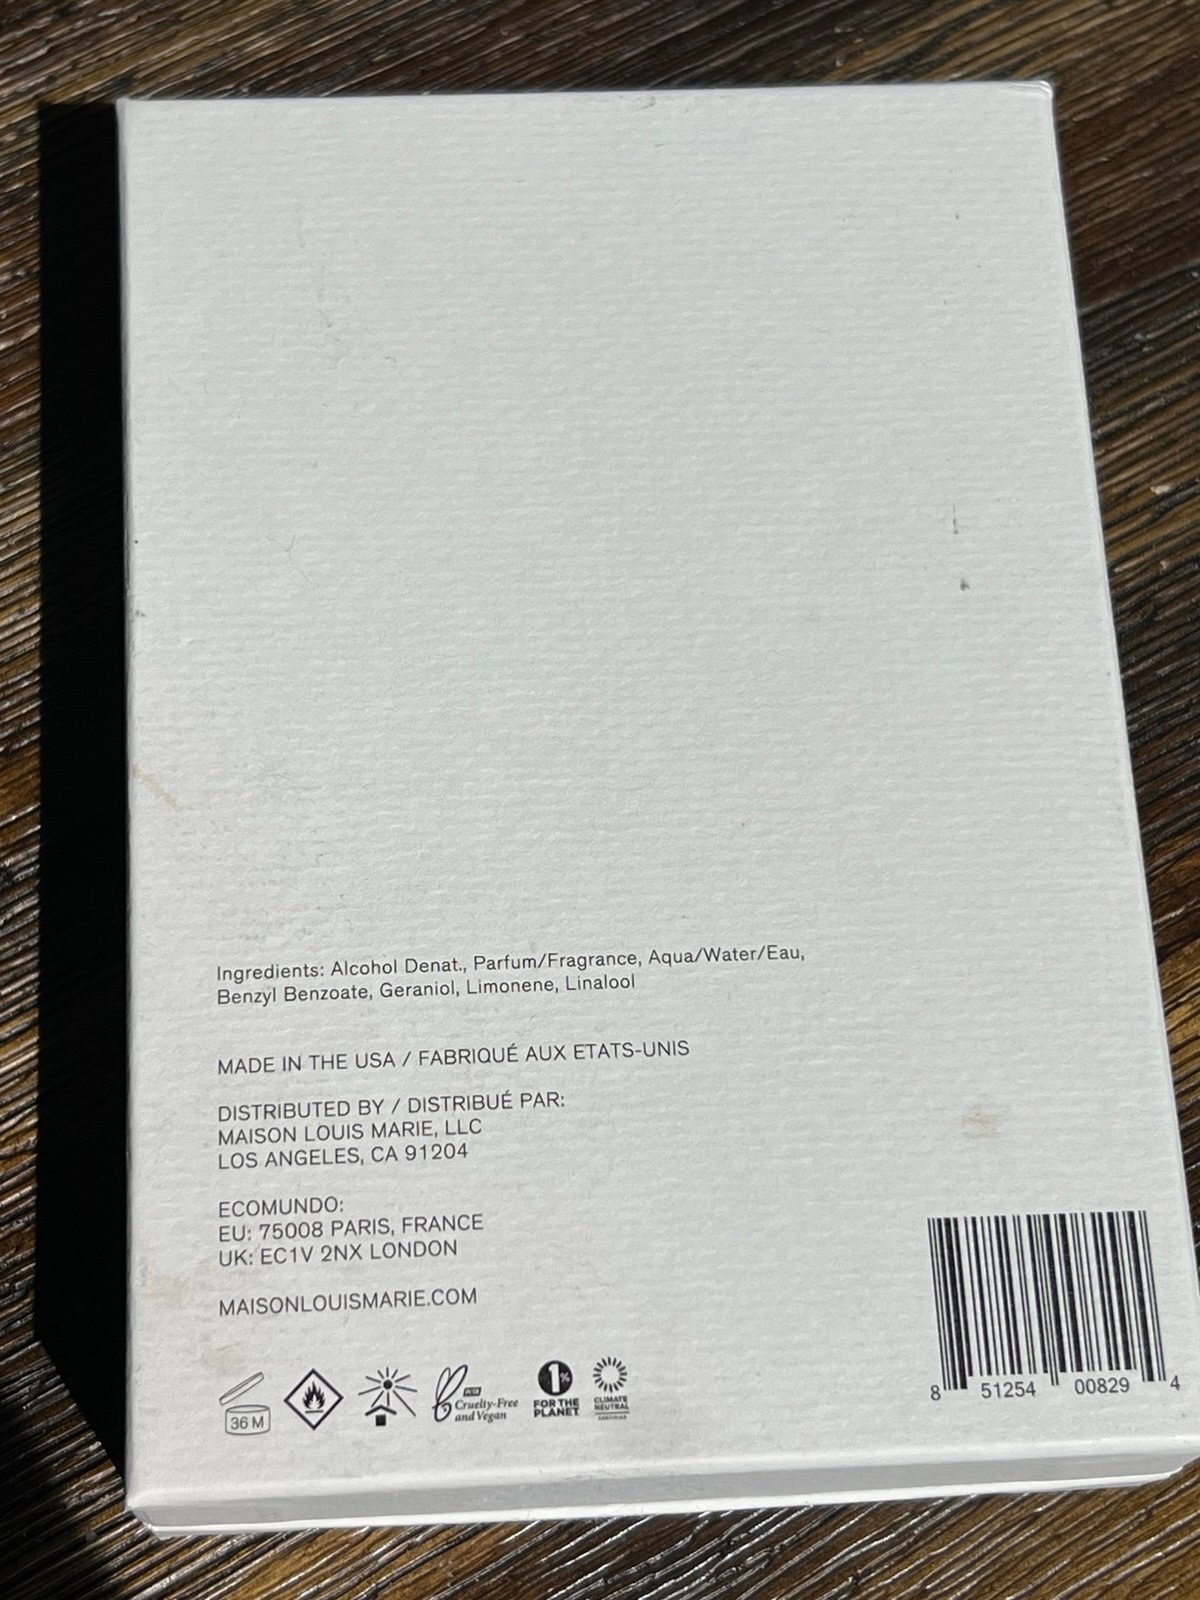 Ingredients: Alcohol Denat., Parfum/Fragrance, Aqua/Water/Eau,
Benzyl Benzoate, Geraniol, Limonene, Linalool
MADE IN THE USA / FABRIQUÉ AUX ETATS-UNIS
DISTRIBUTED BY / DISTRIBUÉ PAR:
MAISON LOUIS MARIE, LLC
LOS ANGELES, CA 91204
ECOMUNDO:
EU: 75008 PARIS, FRANCE
UK: EC1V 2NX LONDON
MAISONLOUISMARIE.COM
36 M
Cruelty-Free
and Vegan
1%
FOR THE
PLANET
CLIMATE
NEUTRAL
CERTIFIED
8 51254 00829 4